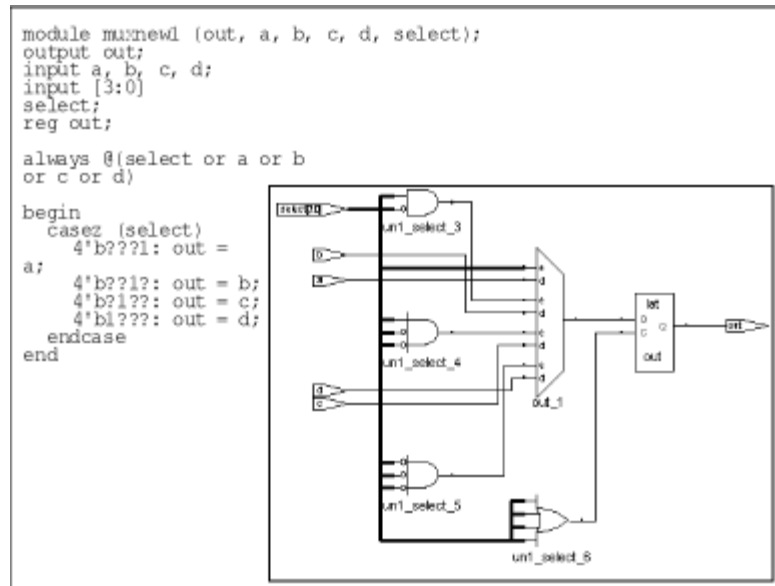 module muxnew1 (out, a, b, c, d, select);
output out;
input a, b, c, d;
input [3:0]
select;
reg out;
always @(select or a or b
or c or d)
begin
casez (select)
4'b???1: out =
a;
4'b??1?: out = b;
4'b?1??: out = c;
4'b1???: out = d;
endcase
end
un1_select_3
b
a
un1_select_4
d
c
un1_select_5
un1_select_6
e
d
e
d
e
d
e
d
out_1
lat
D
Q
C
out
out